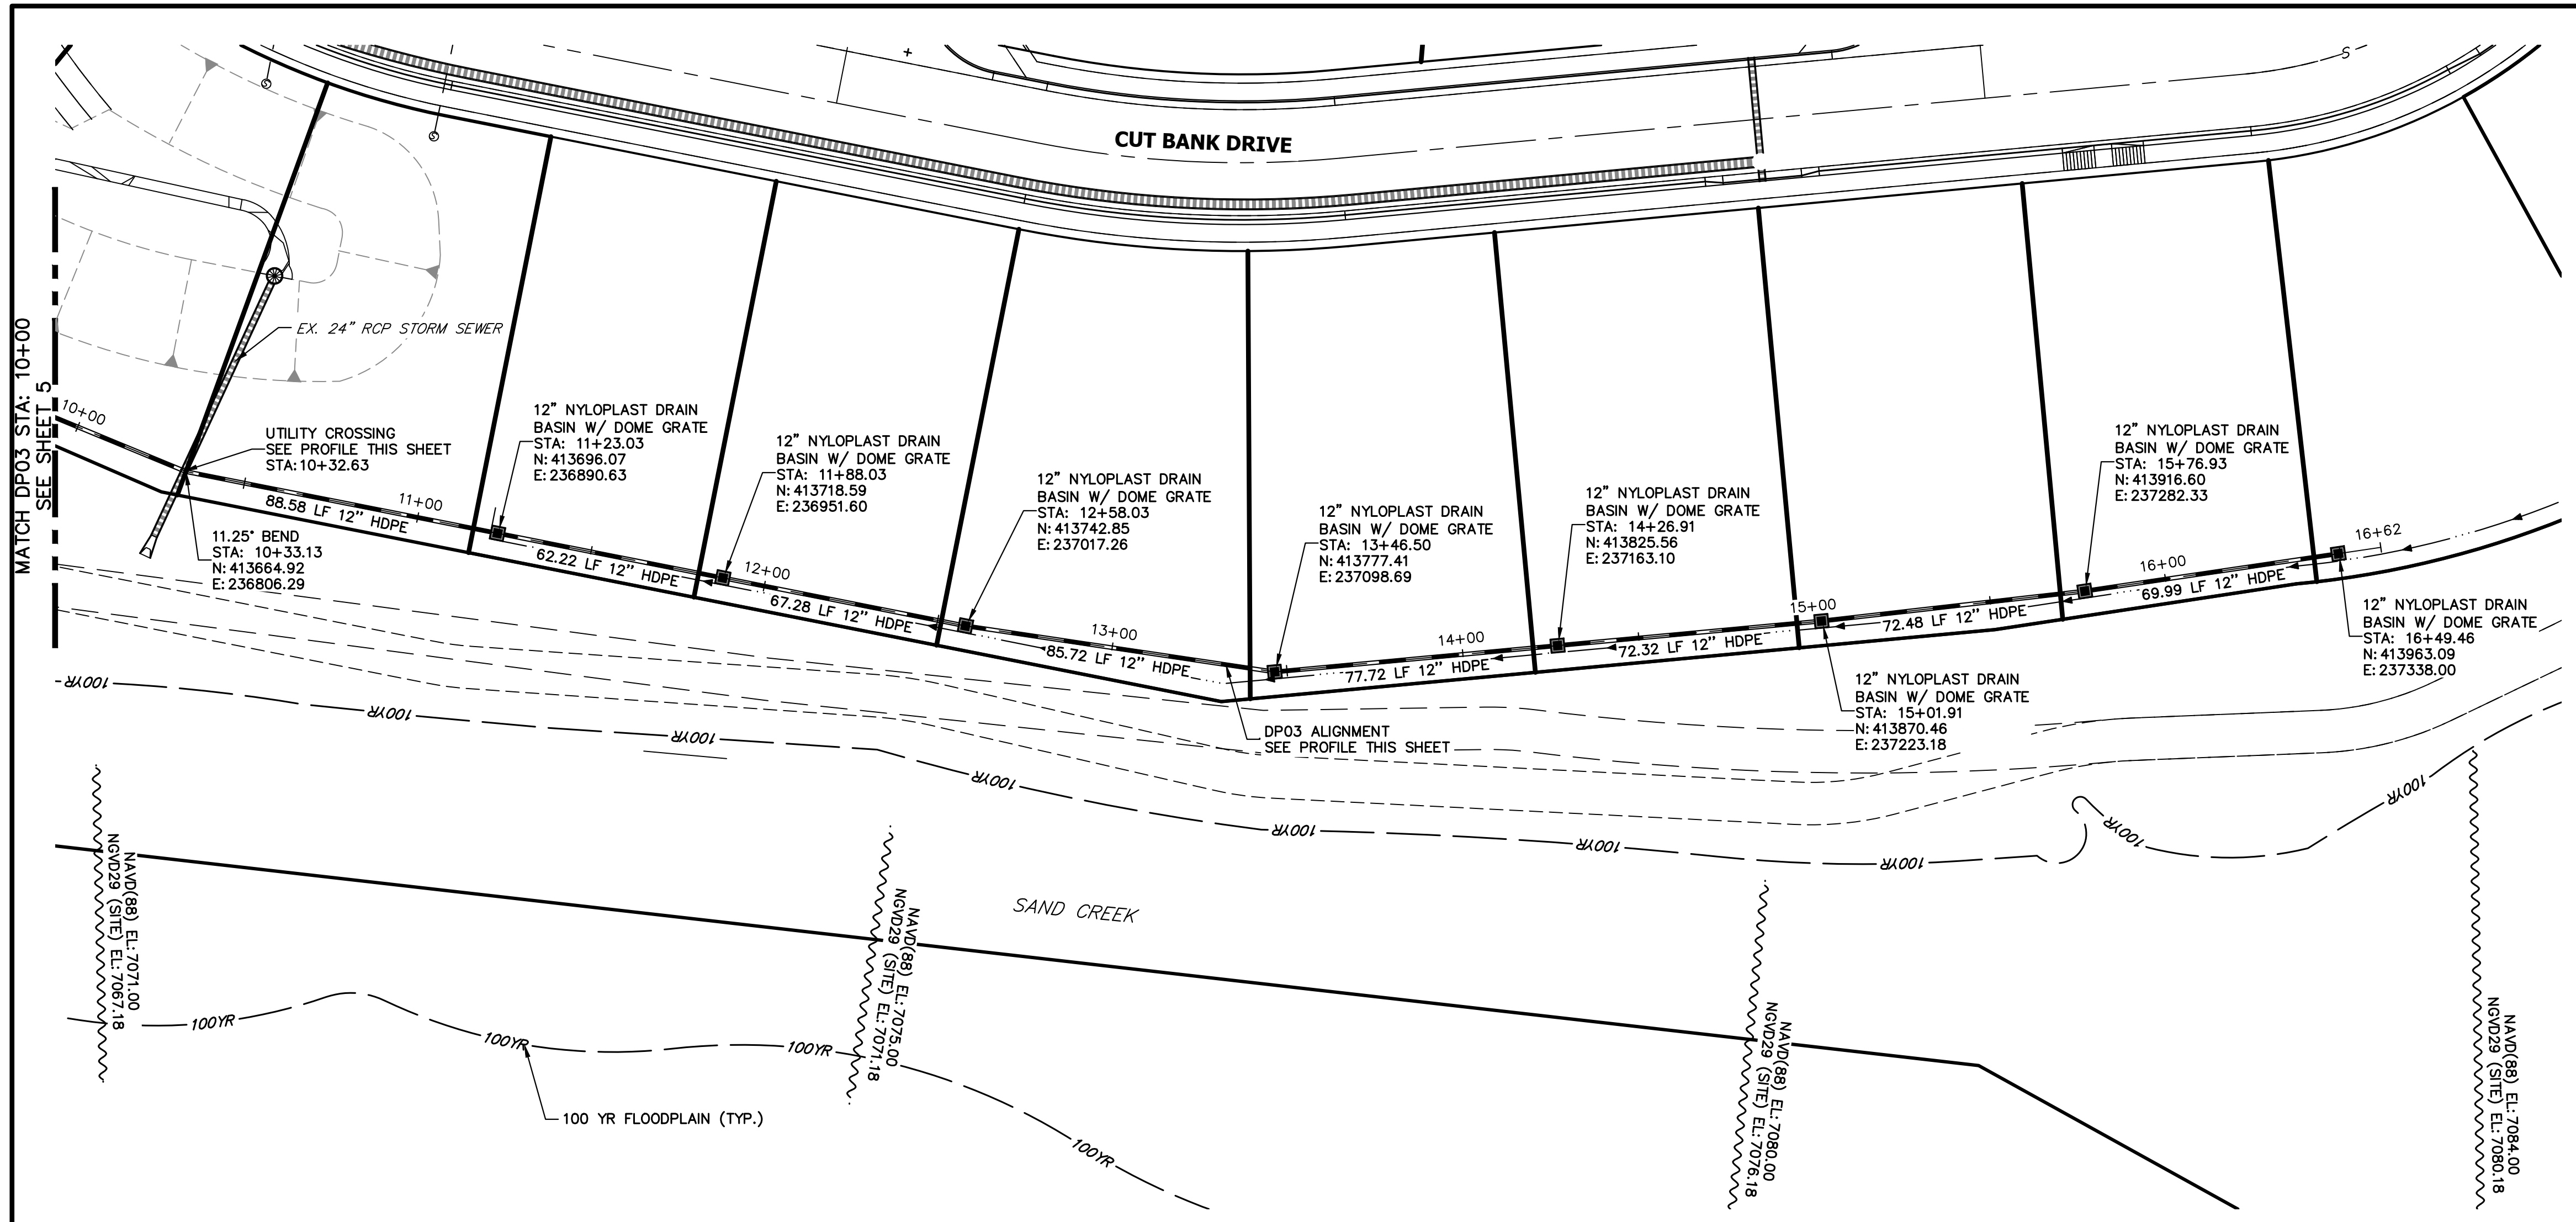 CUT BANK DRIVE
S
S
S
EX. 24" RCP STORM SEWER
MATCH DP03 STA: 10+00
SEE SHEET 5
10+00
UTILITY CROSSING
SEE PROFILE THIS SHEET
STA:10+32.63
11.25° BEND
STA: 10+33.13
N: 413664.92
E: 236806.29
88.58 LF 12" HDPE
11+00
12" NYLOPLAST DRAIN
BASIN W/ DOME GRATE
STA: 11+23.03
N: 413696.07
E: 236890.63
62.22 LF 12" HDPE
12" NYLOPLAST DRAIN
BASIN W/ DOME GRATE
STA: 11+88.03
N: 413718.59
E: 236951.60
12+00
67.28 LF 12" HDPE
12" NYLOPLAST DRAIN
BASIN W/ DOME GRATE
STA: 12+58.03
N: 413742.85
E: 237017.26
13+00
85.72 LF 12" HDPE
DP03 ALIGNMENT
SEE PROFILE THIS SHEET
12" NYLOPLAST DRAIN
BASIN W/ DOME GRATE
STA: 13+46.50
N: 413777.41
E: 237098.69
14+00
77.72 LF 12" HDPE
12" NYLOPLAST DRAIN
BASIN W/ DOME GRATE
STA: 14+26.91
N: 413825.56
E: 237163.10
72.32 LF 12" HDPE
15+00
12" NYLOPLAST DRAIN
BASIN W/ DOME GRATE
STA: 15+01.91
N: 413870.46
E: 237223.18
72.48 LF 12" HDPE
12" NYLOPLAST DRAIN
BASIN W/ DOME GRATE
STA: 15+76.93
N: 413916.60
E: 237282.33
16+00
69.99 LF 12" HDPE
16+62
12" NYLOPLAST DRAIN
BASIN W/ DOME GRATE
STA: 16+49.46
N: 413963.09
E: 237338.00
100YR
100YR
100YR
100YR
100YR
100YR
100YR
100YR
100YR
SAND CREEK
NAVD(88) EL: 7071.00
NGVD29 (SITE) EL: 7067.18
NAVD(88) EL: 7075.00
NGVD29 (SITE) EL: 7071.18
NAVD(88) EL: 7080.00
NGVD29 (SITE) EL: 7076.18
NAVD(88) EL: 7084.00
NGVD29 (SITE) EL: 7080.18
100YR
100YR
100YR
100YR
100 YR FLOODPLAIN (TYP.)